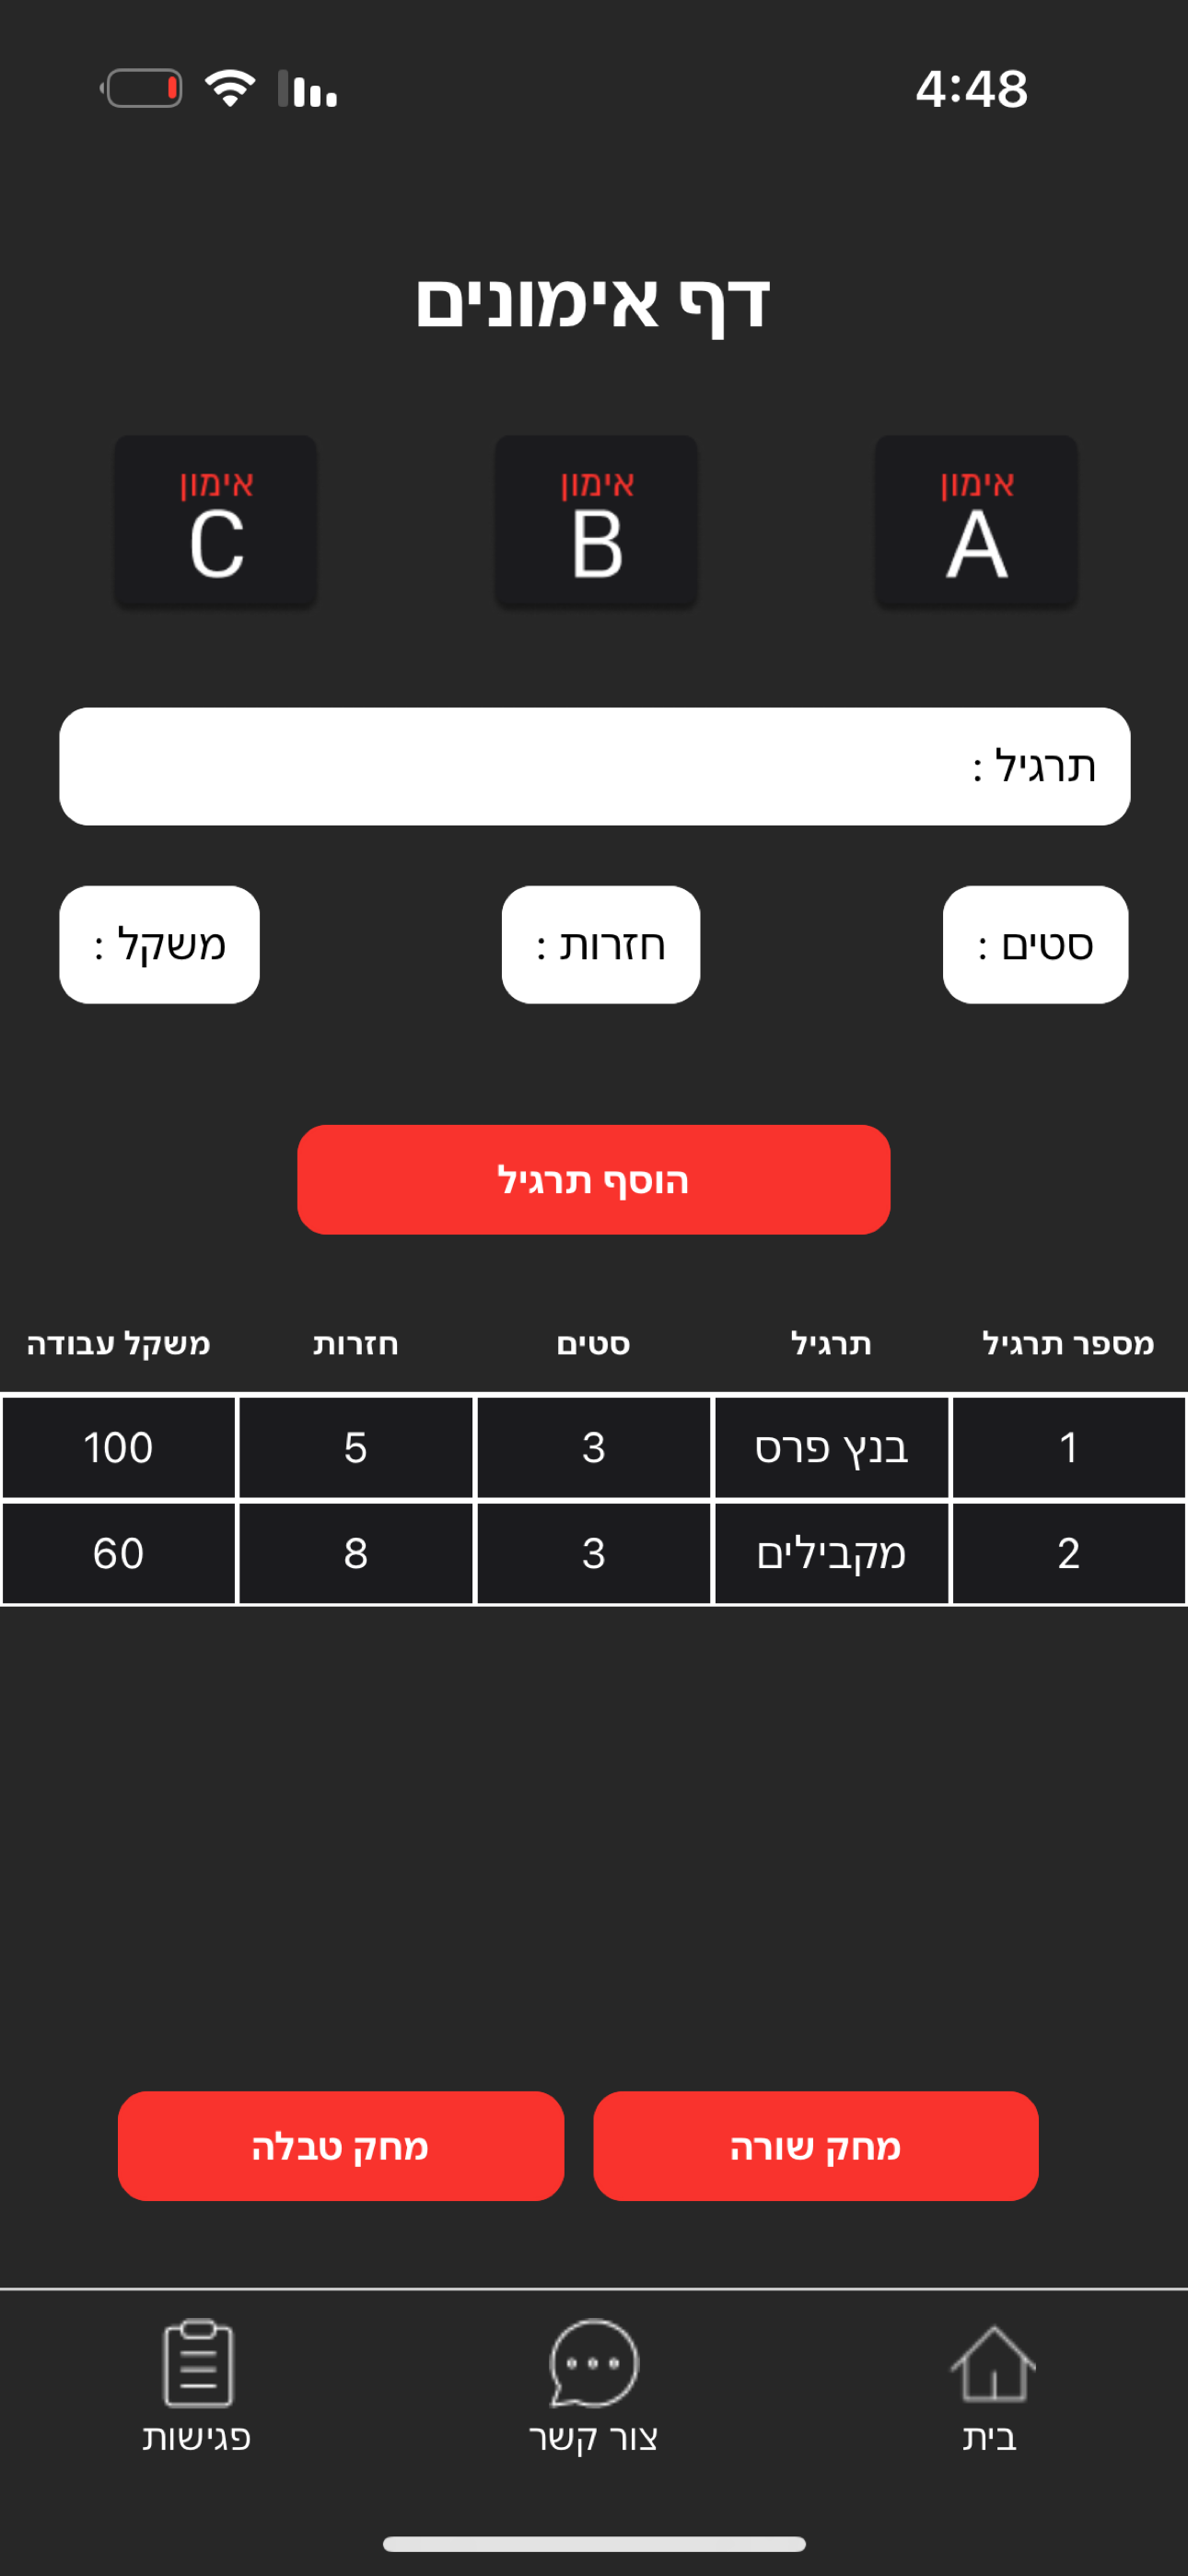 4:48
דף אימונים
אימון
A
אימון
B
אימון
C
תרגיל :
סטים :
חזרות :
משקל :
הוסף תרגיל
מספר תרגיל תרגיל סטים חזרות משקל עבודה
1 בנץ פרס 3 5 100
2 מקבילים 3 8 60
מחק שורה
מחק טבלה
בית
צור קשר
פגישות